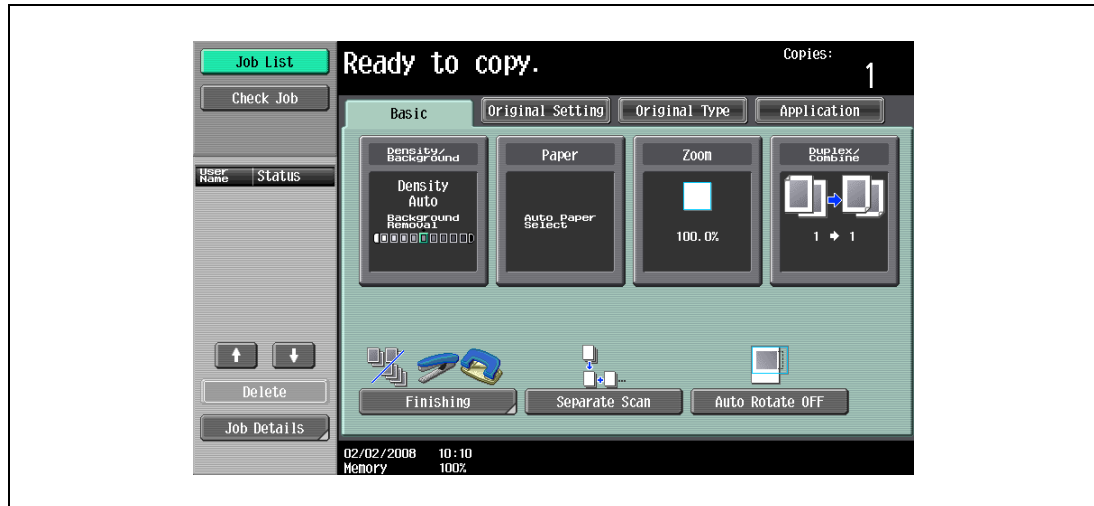 Job List
Check Job
User Name Status
Delete
Job Details
Ready to copy.
Copies:
1
Basic
Original Setting
Original Type
Application
Density/
Background
Density
Auto
Background
Removal
Paper
Auto Paper
Select
Zoom
100.0%
Duplex/
Combine
1 → 1
Finishing
Separate Scan
Auto Rotate OFF
02/02/2008 10:10
Memory 100%